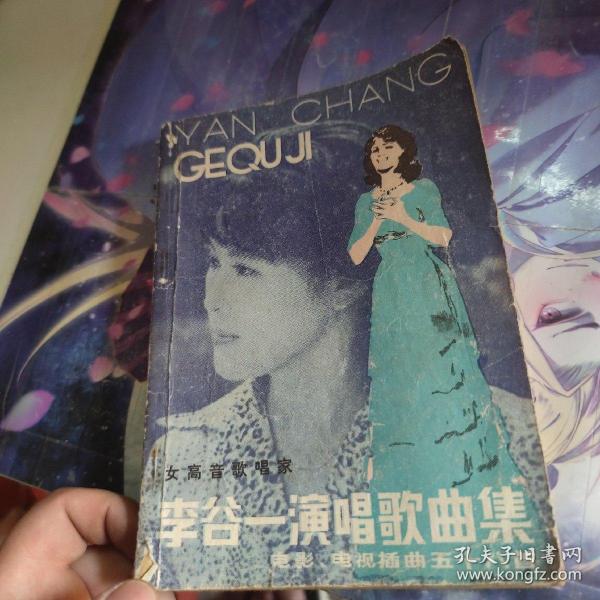 YAN CHANG
GEQUJI
女高音歌唱家
李谷一演唱歌曲集
电影 电视插曲五
孔夫子旧书网
www.kongfz.com